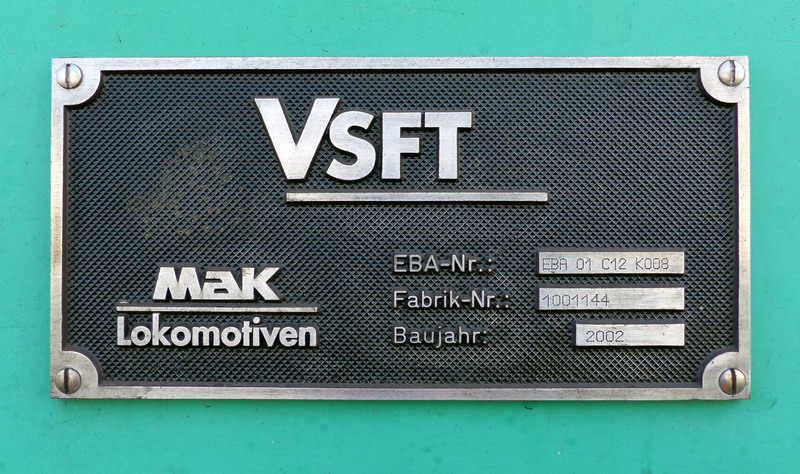 VSFT
MaK
Lokomotiven
EBA-Nr.: EBA 01 C12 K008
Fabrik-Nr.: 1001144
Baujahr: 2002